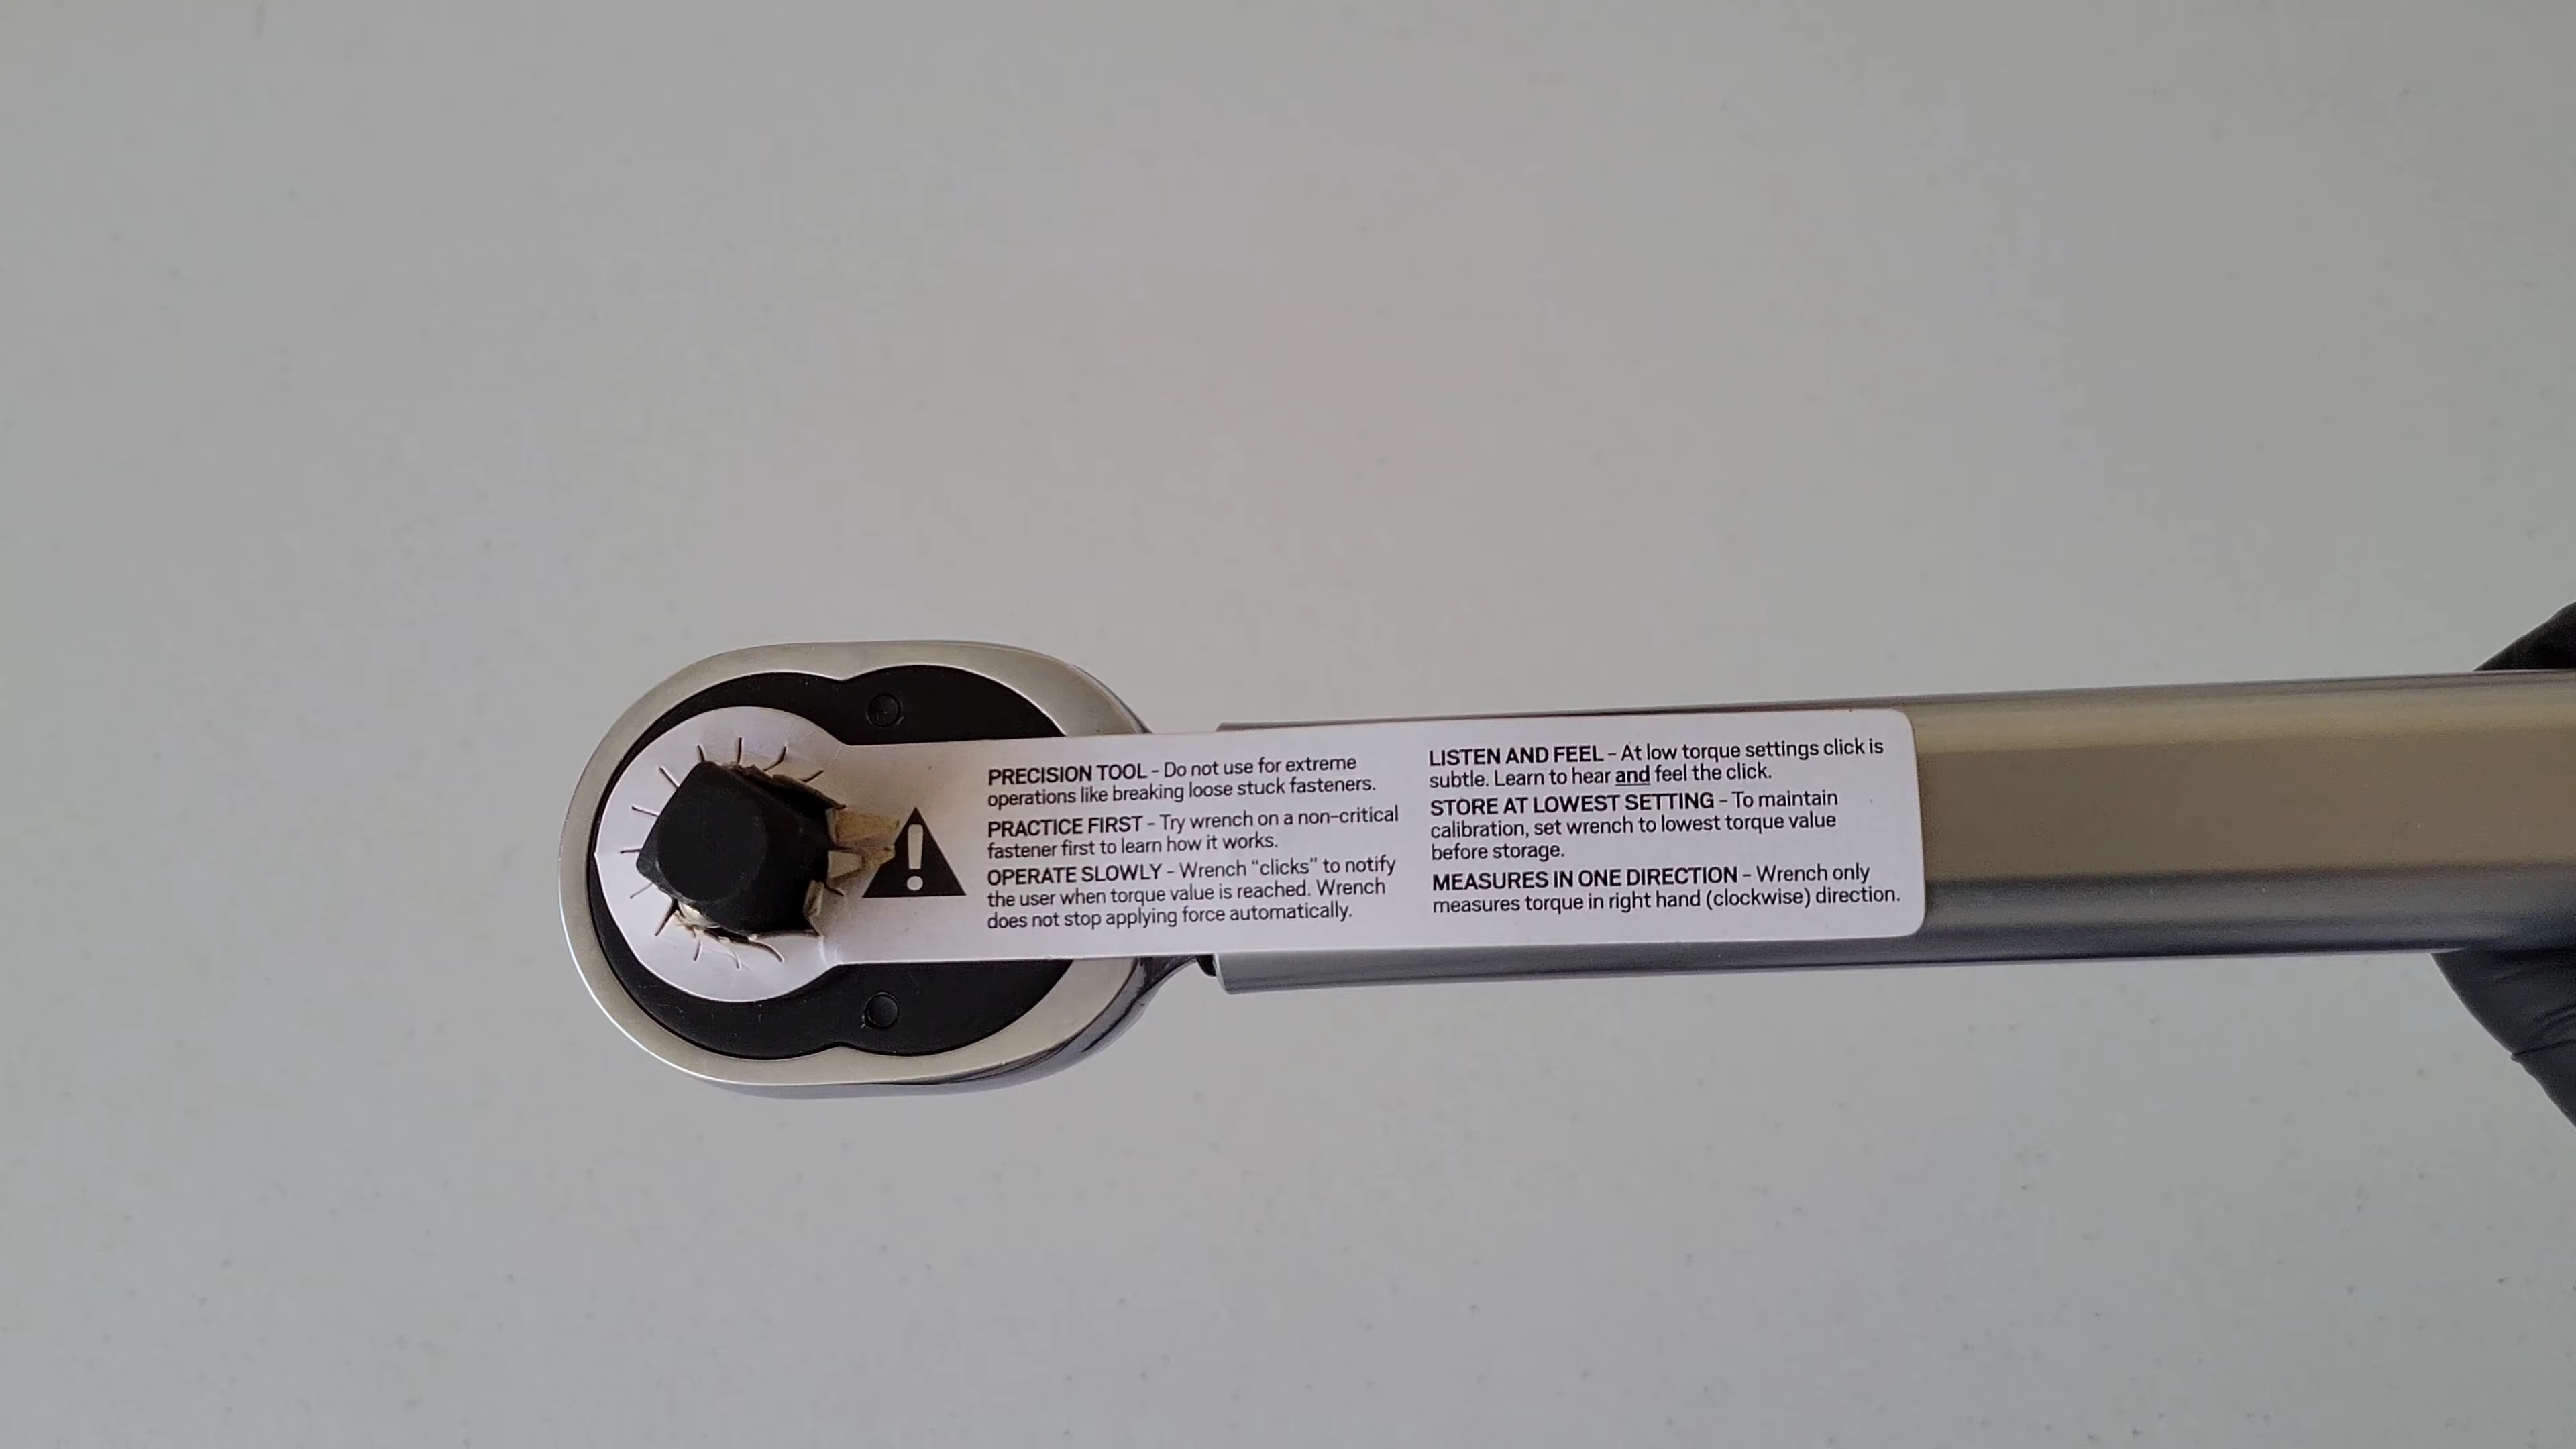 PRECISION TOOL - Do not use for extreme
operations like breaking loose stuck fasteners.
PRACTICE FIRST - Try wrench on a non-critical
fastener first to learn how it works.
OPERATE SLOWLY - Wrench “clicks” to notify
the user when torque value is reached. Wrench
does not stop applying force automatically.
LISTEN AND FEEL - At low torque settings click is
subtle. Learn to hear and feel the click.
STORE AT LOWEST SETTING - To maintain
calibration, set wrench to lowest torque value
before storage.
MEASURES IN ONE DIRECTION - Wrench only
measures torque in right hand (clockwise) direction.